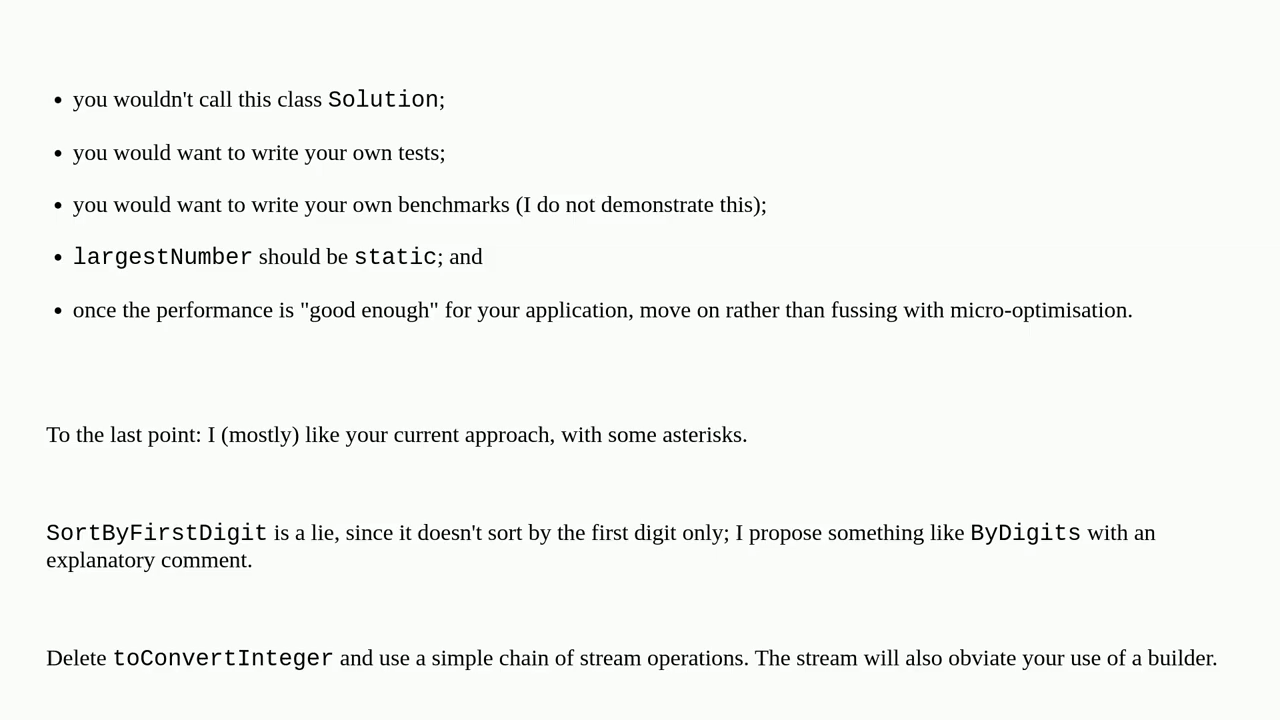 • you wouldn't call this class Solution;
• you would want to write your own tests;
• you would want to write your own benchmarks (I do not demonstrate this);
• largestNumber should be static; and
• once the performance is "good enough" for your application, move on rather than fussing with micro-optimisation.
To the last point: I (mostly) like your current approach, with some asterisks.
SortByFirstDigit is a lie, since it doesn't sort by the first digit only; I propose something like ByDigits with an
explanatory comment.
Delete toConvertInteger and use a simple chain of stream operations. The stream will also obviate your use of a builder.